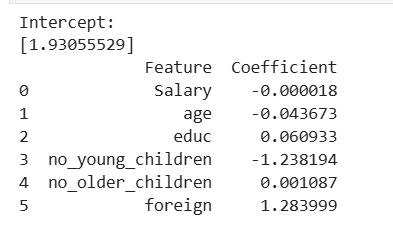 Intercept:
[1.93055529]
Feature Coefficient
0 Salary -0.000018
1 age -0.043673
2 educ 0.060933
3 no_young_children -1.238194
4 no_older_children 0.001087
5 foreign 1.283999